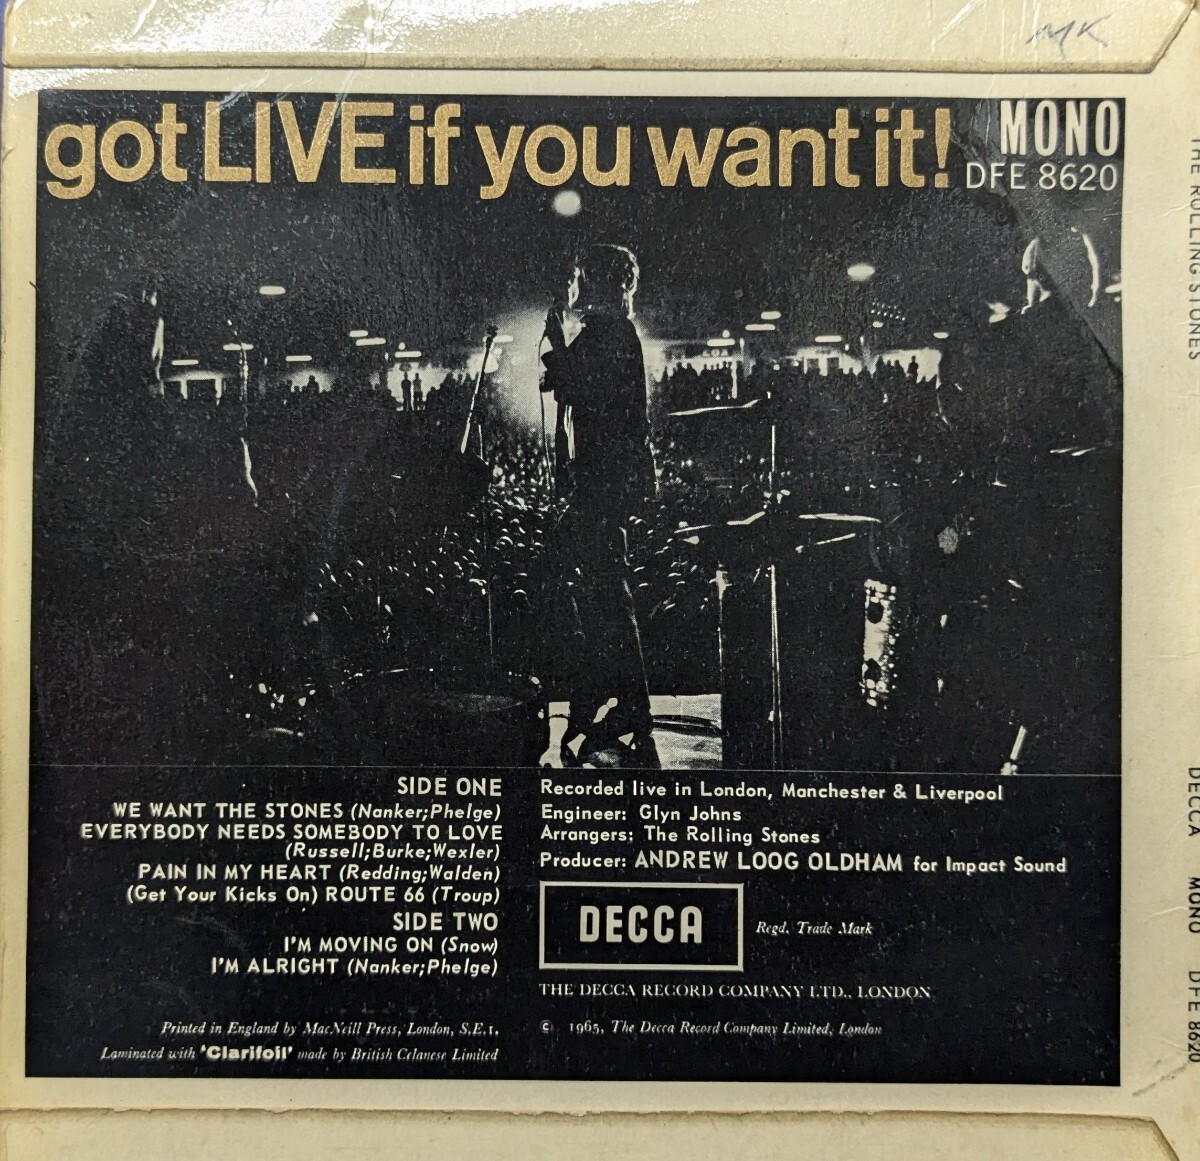 MK
got LIVE if you want it!
MONO
DFE 8620
SIDE ONE
WE WANT THE STONES (Nanker;Phelge)
EVERYBODY NEEDS SOMEBODY TO LOVE
(Russell;Burke;Wexler)
PAIN IN MY HEART (Redding;Walden)
(Get Your Kicks On) ROUTE 66 (Troup)
SIDE TWO
I'M MOVING ON (Snow)
I'M ALRIGHT (Nanker;Phelge)
Printed in England by MacNeill Press, London, S.E.1.
Laminated with 'Clarifoil' made by British Celanese Limited
Recorded live in London, Manchester & Liverpool
Engineer: Glyn Johns
Arrangers: The Rolling Stones
Producer: ANDREW LOOG OLDHAM for Impact Sound
DECCA
Regd. Trade Mark
THE DECCA RECORD COMPANY LTD., LONDON
© 1965, The Decca Record Company Limited, London
THE ROLLING STONES
DECCA MONO DFE 8620